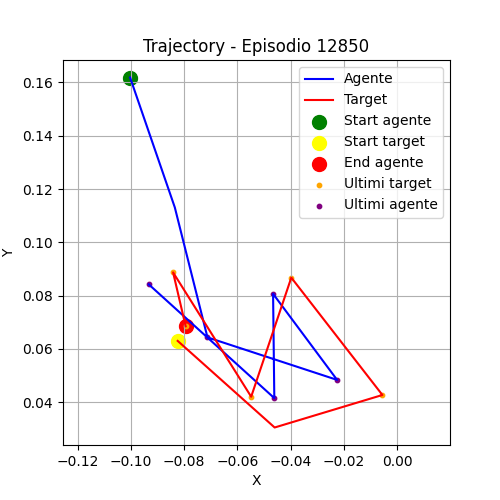 Trajectory - Episodio 12850
Agente
Target
Start agente
Start target
End agente
Ultimi target
Ultimi agente
0.16
0.14
0.12
0.10
0.08
0.06
0.04
Y
−0.12 −0.10 −0.08 −0.06 −0.04 −0.02 0.00
X